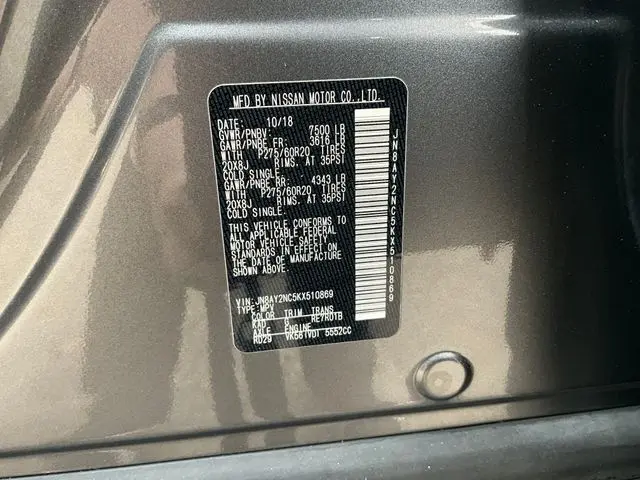 MFD BY NISSAN MOTOR CO.,LTD.
DATE: 10/18
GVWR/PNBV: 7500 LB
GAWR/PNBE FR: 3616 LB
WITH P275/60R20 TIRES
20X8J RIMS. AT 35PSI
COLD SINGLE.
GAWR/PNBE RR: 4343 LB
WITH P275/60R20 TIRES
20X8J RIMS. AT 35PSI
COLD SINGLE.
THIS VEHICLE CONFORMS TO
ALL APPLICABLE FEDERAL
MOTOR VEHICLE SAFETY
STANDARDS IN EFFECT ON
THE DATE OF MANUFACTURE
SHOWN ABOVE.
VIN: JN8AY2NC5KX510869
TYPE: MPV
COLOR TRIM TRANS
KAD RE7R01B
ENGINE
RD29 VK56(VD) 5552CC
JN8AY2NC5KX510869